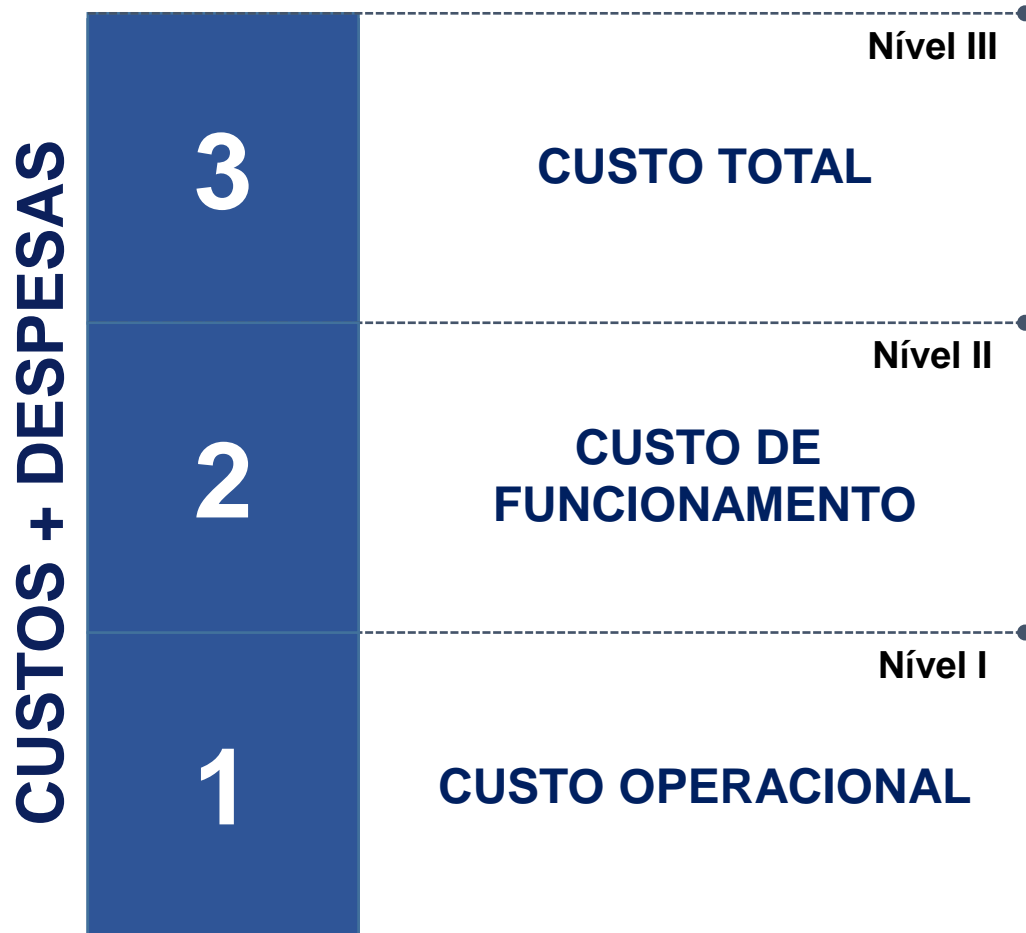 CUSTOS + DESPESAS
Nível III
3
CUSTO TOTAL
Nível II
2
CUSTO DE
FUNCIONAMENTO
Nível I
1
CUSTO OPERACIONAL